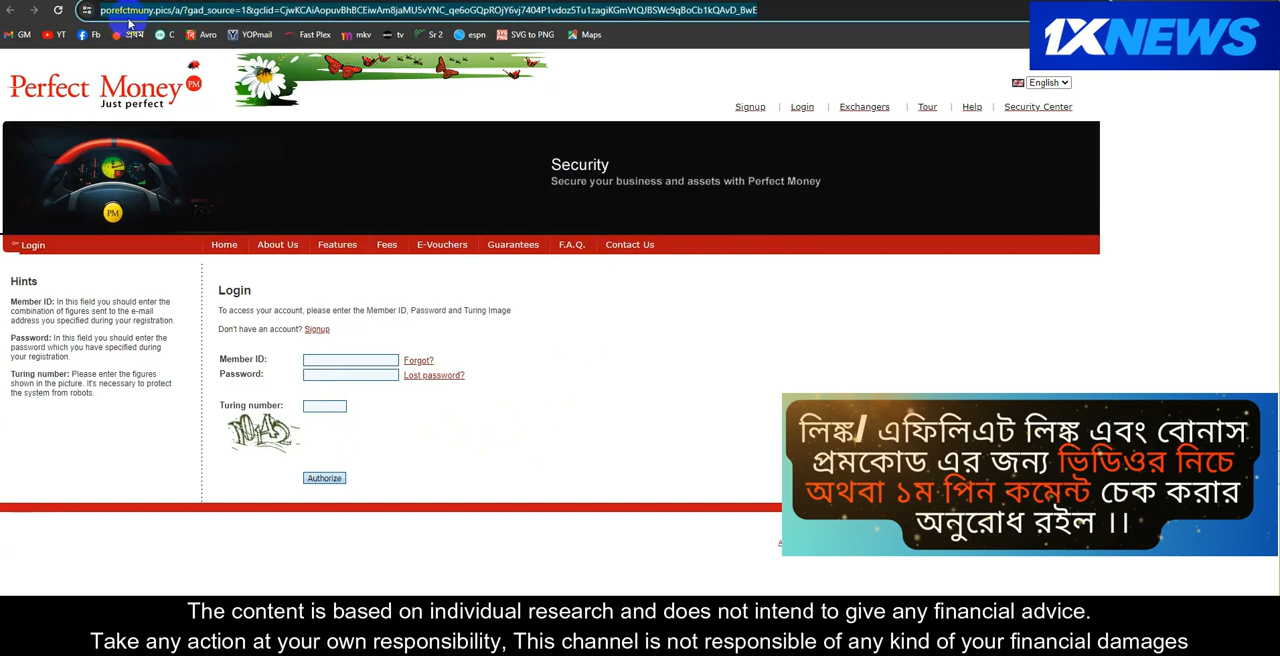 porefctmuny.pics/a/?gad_source=1&gclid=CjwKCAiAopuvBhBCEiwAm8jaMU5vYNC_qe6oGQpROjY6vj7404P1vdoz5Tu1zagiKGmVtQJBSWc9qBoCb1kQAvD_BwE
GM YT Fb প্রথম C Avro YOPmail Fast Plex mkv tv Sr 2 espn SVG to PNG Maps
1XNEWS
Perfect Money PM
Just perfect
English
Signup | Login | Exchangers | Tour | Help | Security Center
Security
Secure your business and assets with Perfect Money
PM
Login Home About Us Features Fees E-Vouchers Guarantees F.A.Q. Contact Us
Hints
Member ID: In this field you should enter the
combination of figures sent to the e-mail
address you specified during your registration.
Password: In this field you should enter the
password which you have specified during
your registration.
Turing number: Please enter the figures
shown in the picture. It's necessary to protect
the system from robots.
Login
To access your account, please enter the Member ID, Password and Turing Image
Don't have an account? Signup
Member ID: Forgot?
Password: Lost password?
Turing number:
Authorize
লিঙ্ক/ এফিলিএট লিঙ্ক এবং বোনাস
প্রমকোড এর জন্য ভিডিওর নিচে
অথবা ১ম পিন কমেন্ট চেক করার
অনুরোধ রইল ।।
The content is based on individual research and does not intend to give any financial advice.
Take any action at your own responsibility, This channel is not responsible of any kind of your financial damages